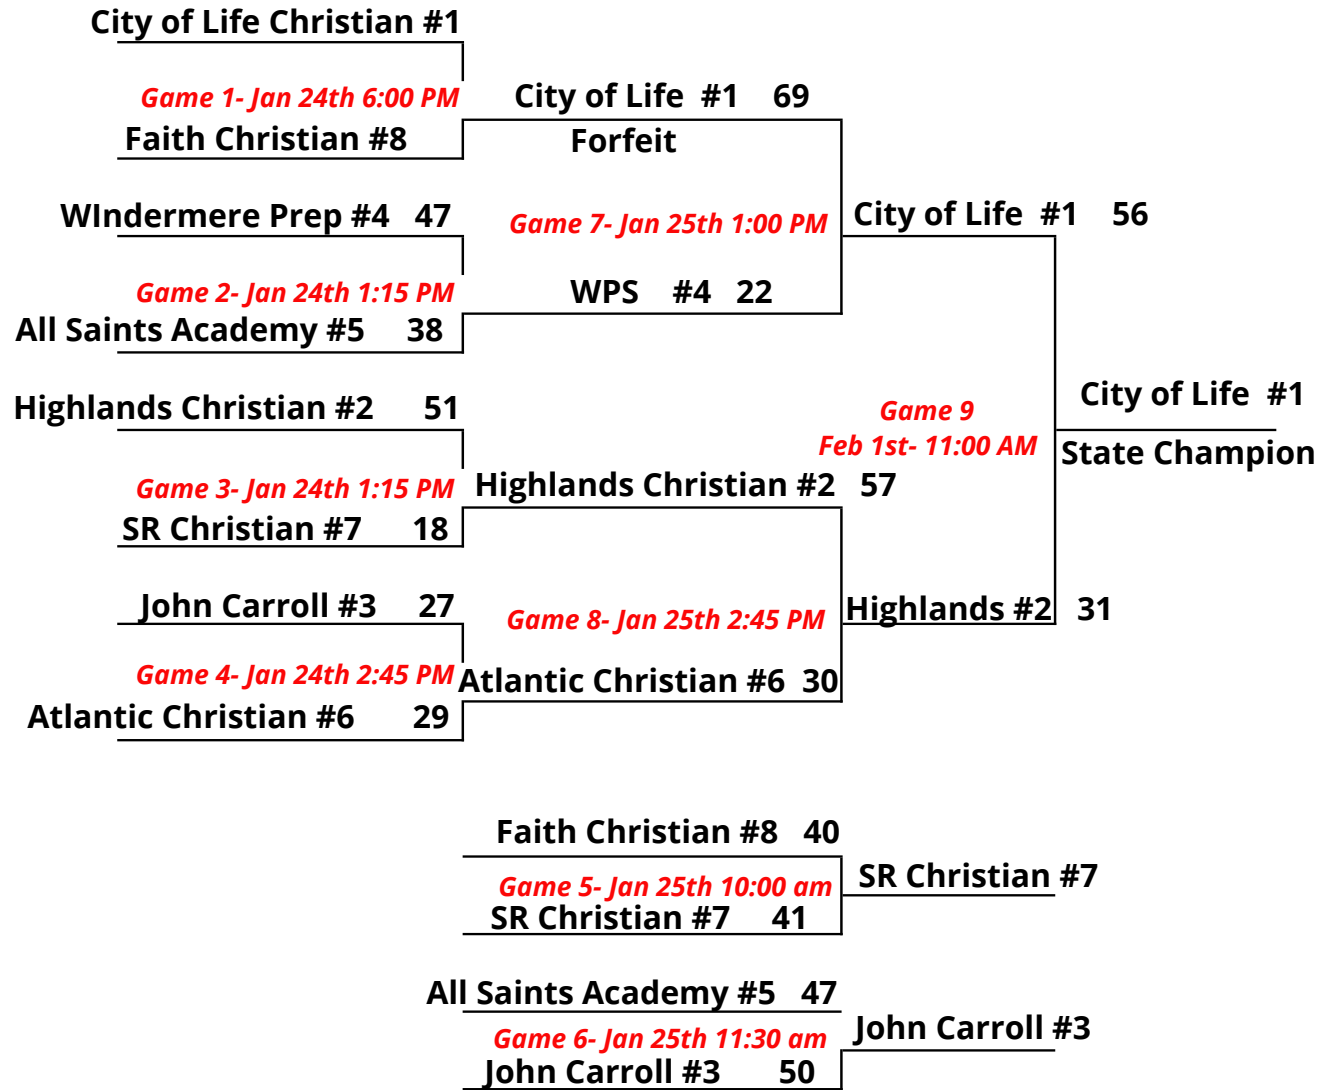 City of Life Christian #1
Game 1- Jan 24th 6:00 PM
City of Life #1 69
Faith Christian #8
Forfeit
WIndermere Prep #4 47
Game 7- Jan 25th 1:00 PM
City of Life #1 56
Game 2- Jan 24th 1:15 PM
WPS #4 22
All Saints Academy #5 38
Highlands Christian #2 51
Game 9
Feb 1st- 11:00 AM
City of Life #1
State Champion
Game 3- Jan 24th 1:15 PM
Highlands Christian #2 57
SR Christian #7 18
John Carroll #3 27
Game 8- Jan 25th 2:45 PM
Highlands #2 31
Game 4- Jan 24th 2:45 PM
Atlantic Christian #6 30
Atlantic Christian #6 29
Faith Christian #8 40
Game 5- Jan 25th 10:00 am
SR Christian #7
SR Christian #7 41
All Saints Academy #5 47
Game 6- Jan 25th 11:30 am
John Carroll #3
John Carroll #3 50